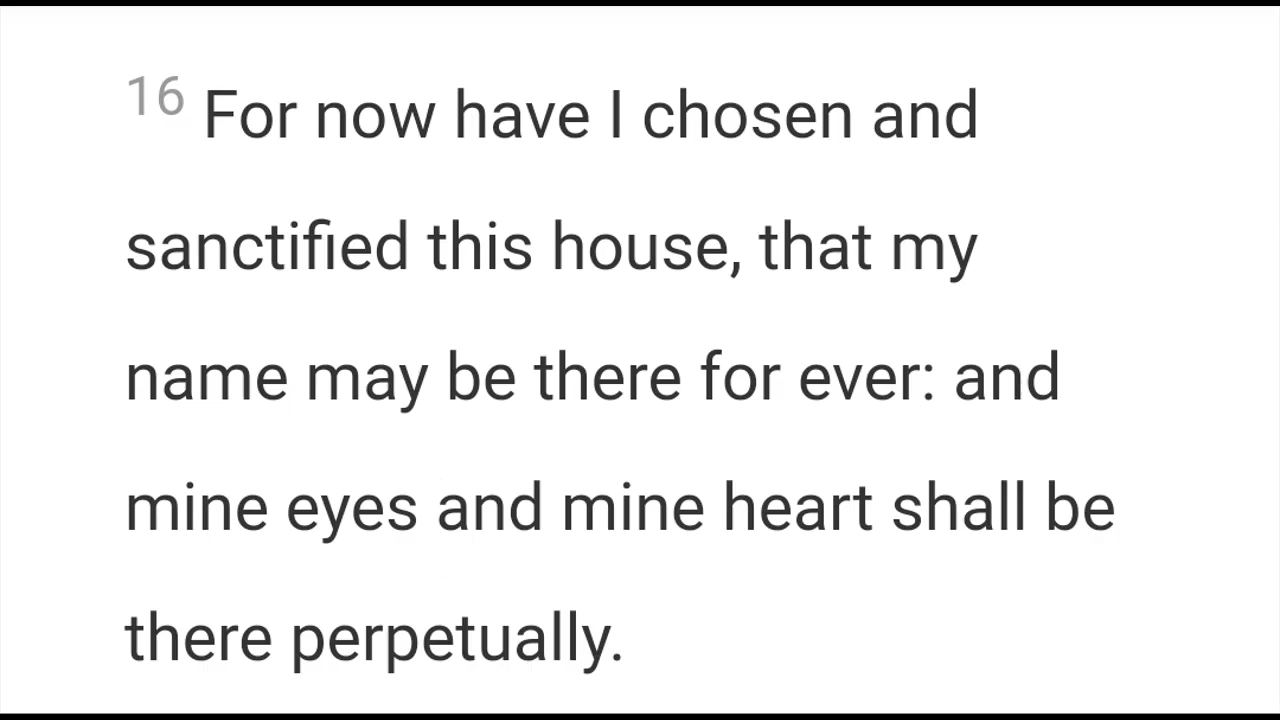 16 For now have I chosen and
sanctified this house, that my
name may be there for ever: and
mine eyes and mine heart shall be
there perpetually.